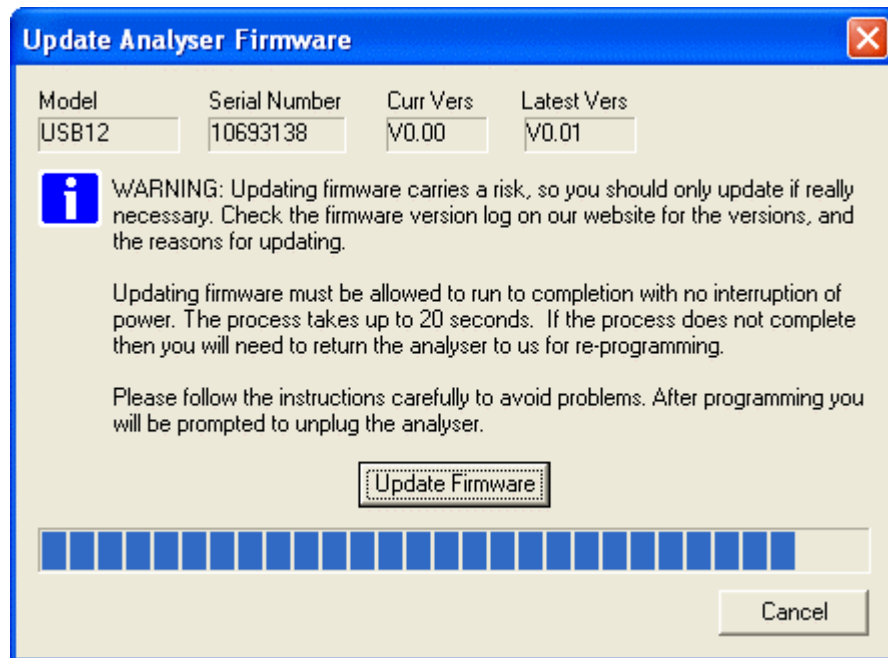 Update Analyser Firmware
Model Serial Number Curr Vers Latest Vers
USB12 10693138 V0.00 V0.01
WARNING: Updating firmware carries a risk, so you should only update if really
necessary. Check the firmware version log on our website for the versions, and
the reasons for updating.
Updating firmware must be allowed to run to completion with no interruption of
power. The process takes up to 20 seconds.  If the process does not complete
then you will need to return the analyser to us for re-programming.
Please follow the instructions carefully to avoid problems. After programming you
will be prompted to unplug the analyser.
Update Firmware
Cancel